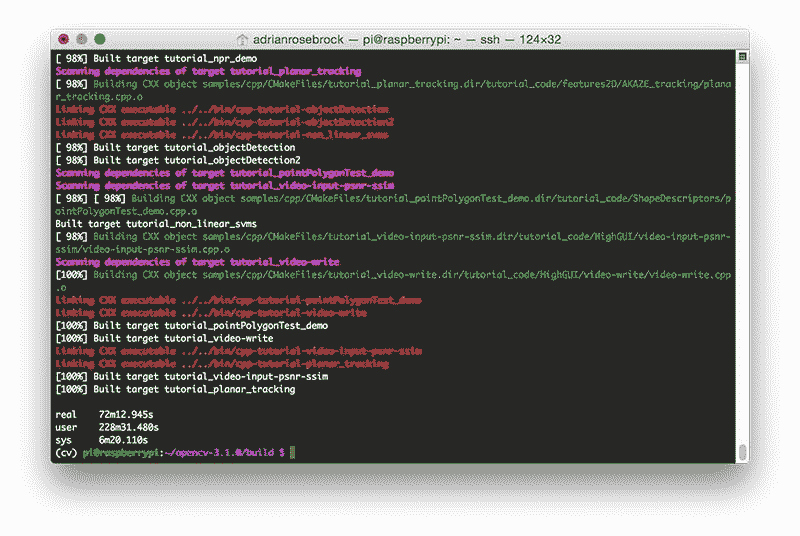 adrianrosebrock — pi@raspberrypi: ~ — ssh — 124×32
[ 98%] Built target tutorial_npr_demo
Scanning dependencies of target tutorial_planar_tracking
[ 98%] Building CXX object samples/cpp/CMakeFiles/tutorial_planar_tracking.dir/tutorial_code/features2D/AKAZE_tracking/plana
r_tracking.cpp.o
Linking CXX executable ../../bin/cpp-tutorial-objectDetection
Linking CXX executable ../../bin/cpp-tutorial-objectDetection2
Linking CXX executable ../../bin/cpp-tutorial-non_linear_svms
[ 98%] Built target tutorial_objectDetection
[ 98%] Built target tutorial_objectDetection2
Scanning dependencies of target tutorial_pointPolygonTest_demo
Scanning dependencies of target tutorial_video-input-psnr-ssim
[ 98%] [ 98%] Building CXX object samples/cpp/CMakeFiles/tutorial_pointPolygonTest_demo.dir/tutorial_code/ShapeDescriptors/p
ointPolygonTest_demo.cpp.o
Built target tutorial_non_linear_svms
[ 98%] Building CXX object samples/cpp/CMakeFiles/tutorial_video-input-psnr-ssim.dir/tutorial_code/HighGUI/video-input-psnr-
ssim/video-input-psnr-ssim.cpp.o
Scanning dependencies of target tutorial_video-write
[100%] Building CXX object samples/cpp/CMakeFiles/tutorial_video-write.dir/tutorial_code/HighGUI/video-write/video-write.cpp
.o
Linking CXX executable ../../bin/cpp-tutorial-pointPolygonTest_demo
Linking CXX executable ../../bin/cpp-tutorial-video-write
[100%] Built target tutorial_pointPolygonTest_demo
[100%] Built target tutorial_video-write
Linking CXX executable ../../bin/cpp-tutorial-video-input-psnr-ssim
Linking CXX executable ../../bin/cpp-tutorial-planar_tracking
[100%] Built target tutorial_video-input-psnr-ssim
[100%] Built target tutorial_planar_tracking
real 72m12.945s
user 228m31.480s
sys 6m20.110s
(cv) pi@raspberrypi:~/opencv-3.1.0/build $